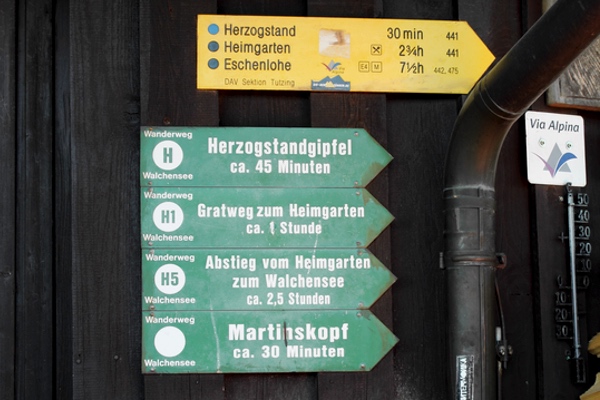 Herzogstand 30 min 441
Heimgarten 2¾h 441
Eschenlohe E4 M 7½h 442, 475
DAV Sektion Tutzing
Wanderweg
H
Walchensee
Herzogstandgipfel
ca. 45 Minuten
Wanderweg
H1
Walchensee
Gratweg zum Heimgarten
ca. 1 Stunde
Wanderweg
H5
Walchensee
Abstieg vom Heimgarten
zum Walchensee
ca. 2,5 Stunden
Wanderweg
Walchensee
Martinskopf
ca. 30 Minuten
Via Alpina
50
40
30
20
10